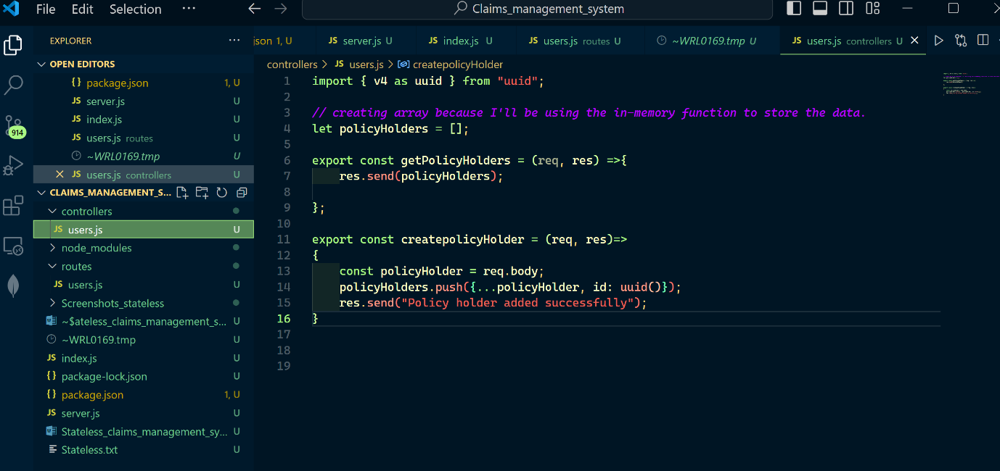 File Edit Selection ··· Claims_management_system
EXPLORER ···
OPEN EDITORS
{} package.json 1, U
JS server.js U
JS index.js U
JS users.js routes U
~WRL0169.tmp U
JS users.js controllers U
CLAIMS_MANAGEMENT_S...
controllers
JS users.js U
node_modules
routes
JS users.js
Screenshots_stateless
~$ateless_claims_management_s... U
~WRL0169.tmp U
JS index.js U
{} package-lock.json U
{} package.json 1, U
JS server.js U
Stateless_claims_management_sy... U
Stateless.txt U
914
json 1, U JS server.js U JS index.js U JS users.js routes U ~WRL0169.tmp U JS users.js controllers U
controllers > JS users.js > createpolicyHolder
1 import { v4 as uuid } from "uuid";
2
3 // creating array because I'll be using the in-memory function to store the data.
4 let policyHolders = [];
5
6 export const getPolicyHolders = (req, res) =>{
7 res.send(policyHolders);
8
9 };
10
11 export const createpolicyHolder = (req, res)=>
12 {
13 const policyHolder = req.body;
14 policyHolders.push({...policyHolder, id: uuid()});
15 res.send("Policy holder added successfully");
16 }
17
18
19